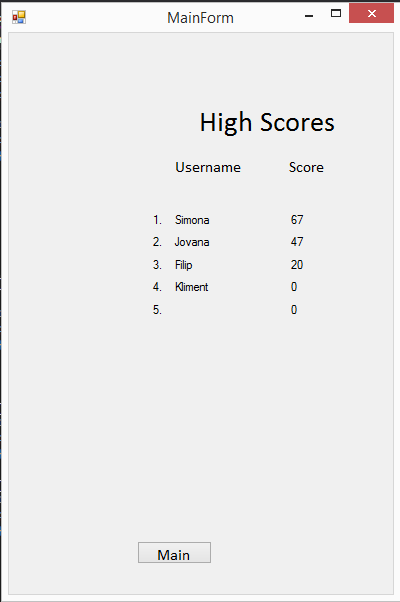 MainForm
High Scores
Username Score
1. Simona 67
2. Jovana 47
3. Filip 20
4. Kliment 0
5. 0
Main